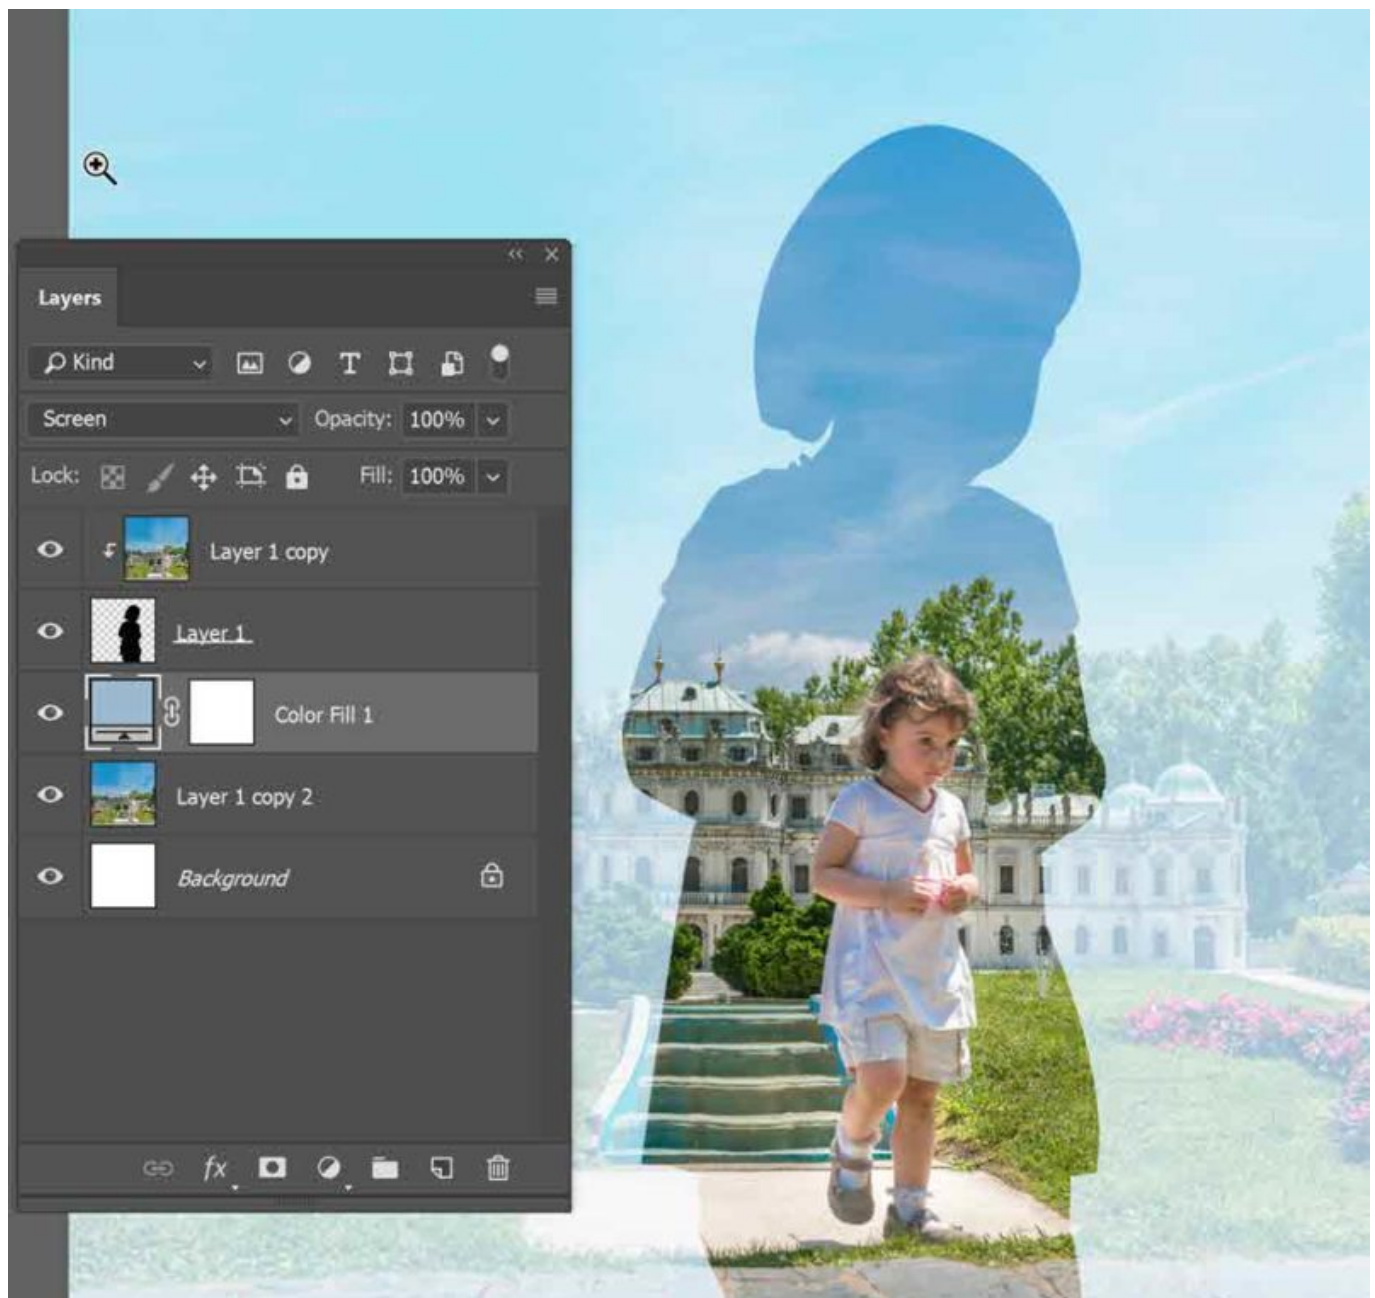 Layers
Kind
Screen Opacity: 100%
Lock: Fill: 100%
Layer 1 copy
Layer 1
Color Fill 1
Layer 1 copy 2
Background
fx